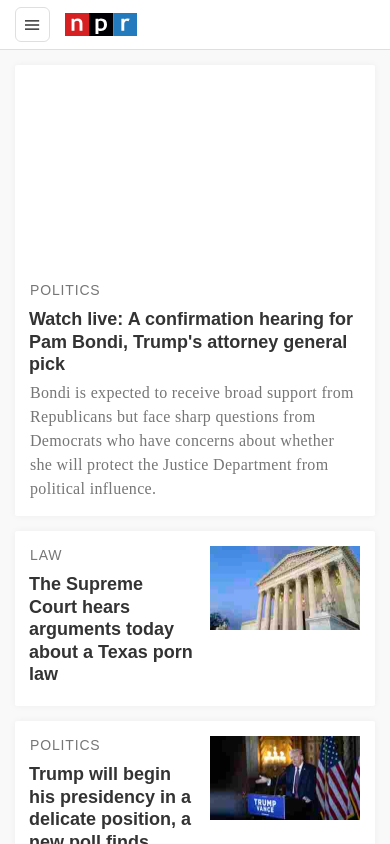 npr
POLITICS
Watch live: A confirmation hearing for
Pam Bondi, Trump's attorney general
pick
Bondi is expected to receive broad support from
Republicans but face sharp questions from
Democrats who have concerns about whether
she will protect the Justice Department from
political influence.
LAW
The Supreme
Court hears
arguments today
about a Texas porn
law
POLITICS
Trump will begin
his presidency in a
delicate position, a
new poll finds
TRUMP
VANCE